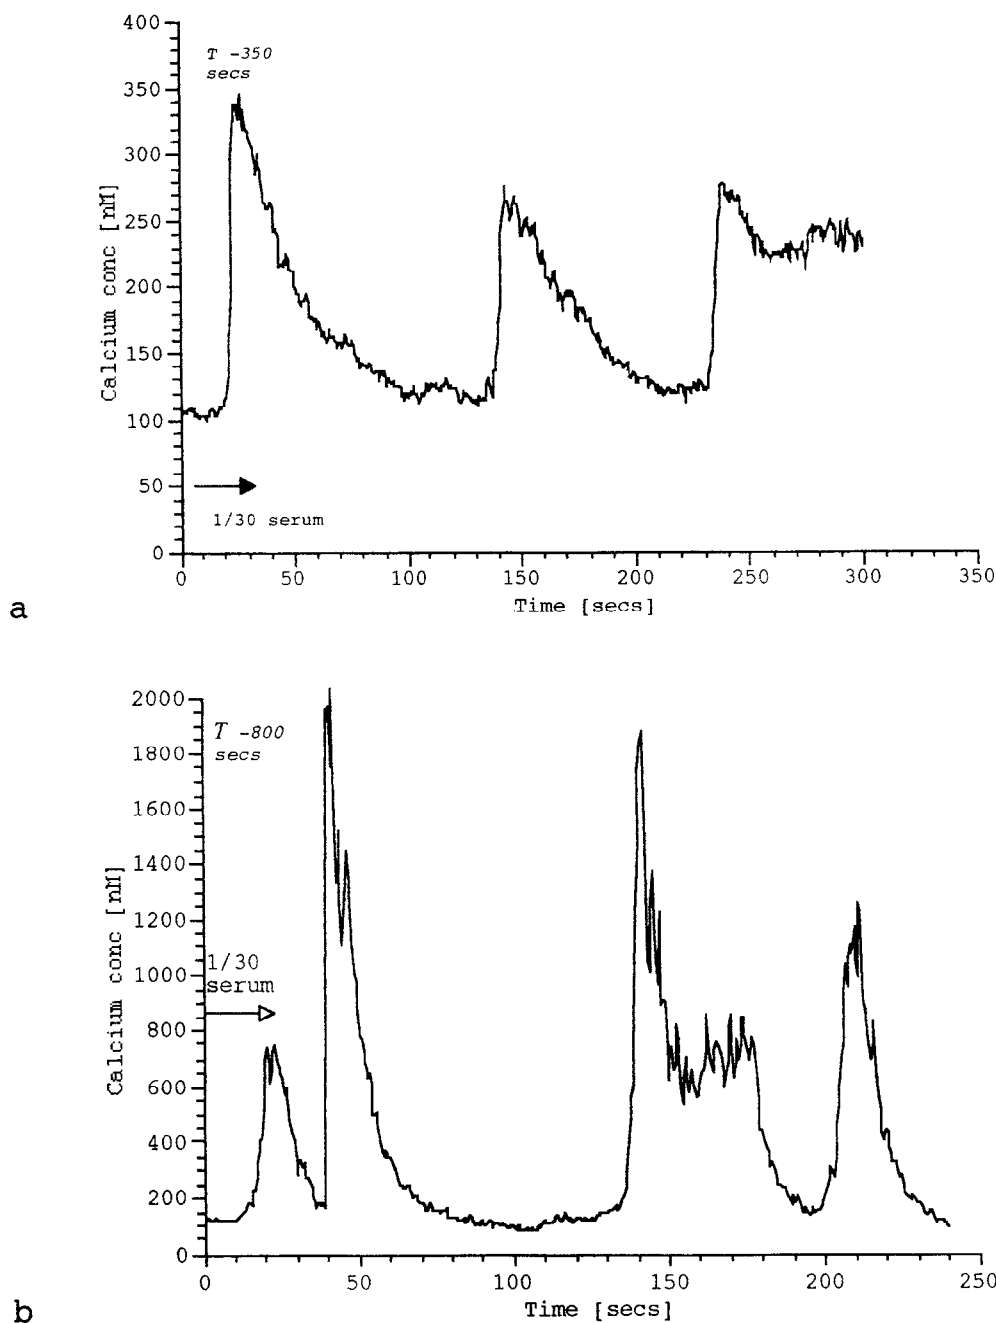 400
T -350
secs
350
300
250
200
150
100
50
0
Calcium conc [nM]
1/30 serum
0 50 100 150 200 250 300 350
Time [secs]
a
2000
T -800
secs
1800
1600
1400
1200
1000
800
600
400
200
0
Calcium conc [nM]
1/30
serum
0 50 100 150 200 250
Time [secs]
b